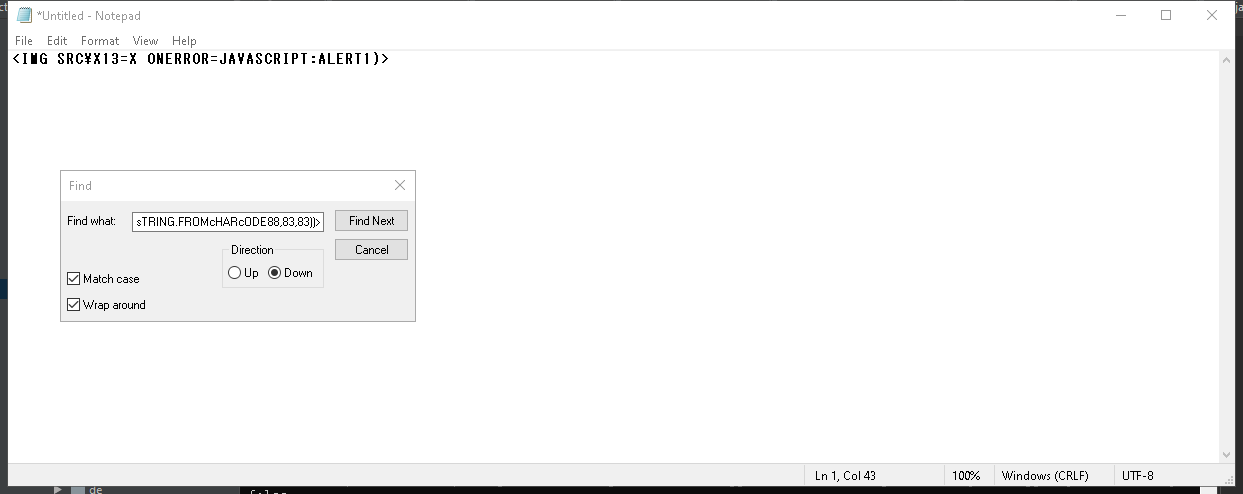 *Untitled - Notepad
File Edit Format View Help
<IMG SRC¥X13=X ONERROR=JAVASCRIPT:ALERT1)>
Find
Find what: sTRING.FROMcHARcODE88,83,83))> Find Next
Direction Cancel
Up Down
Match case
Wrap around
Ln 1, Col 43 100% Windows (CRLF) UTF-8
de